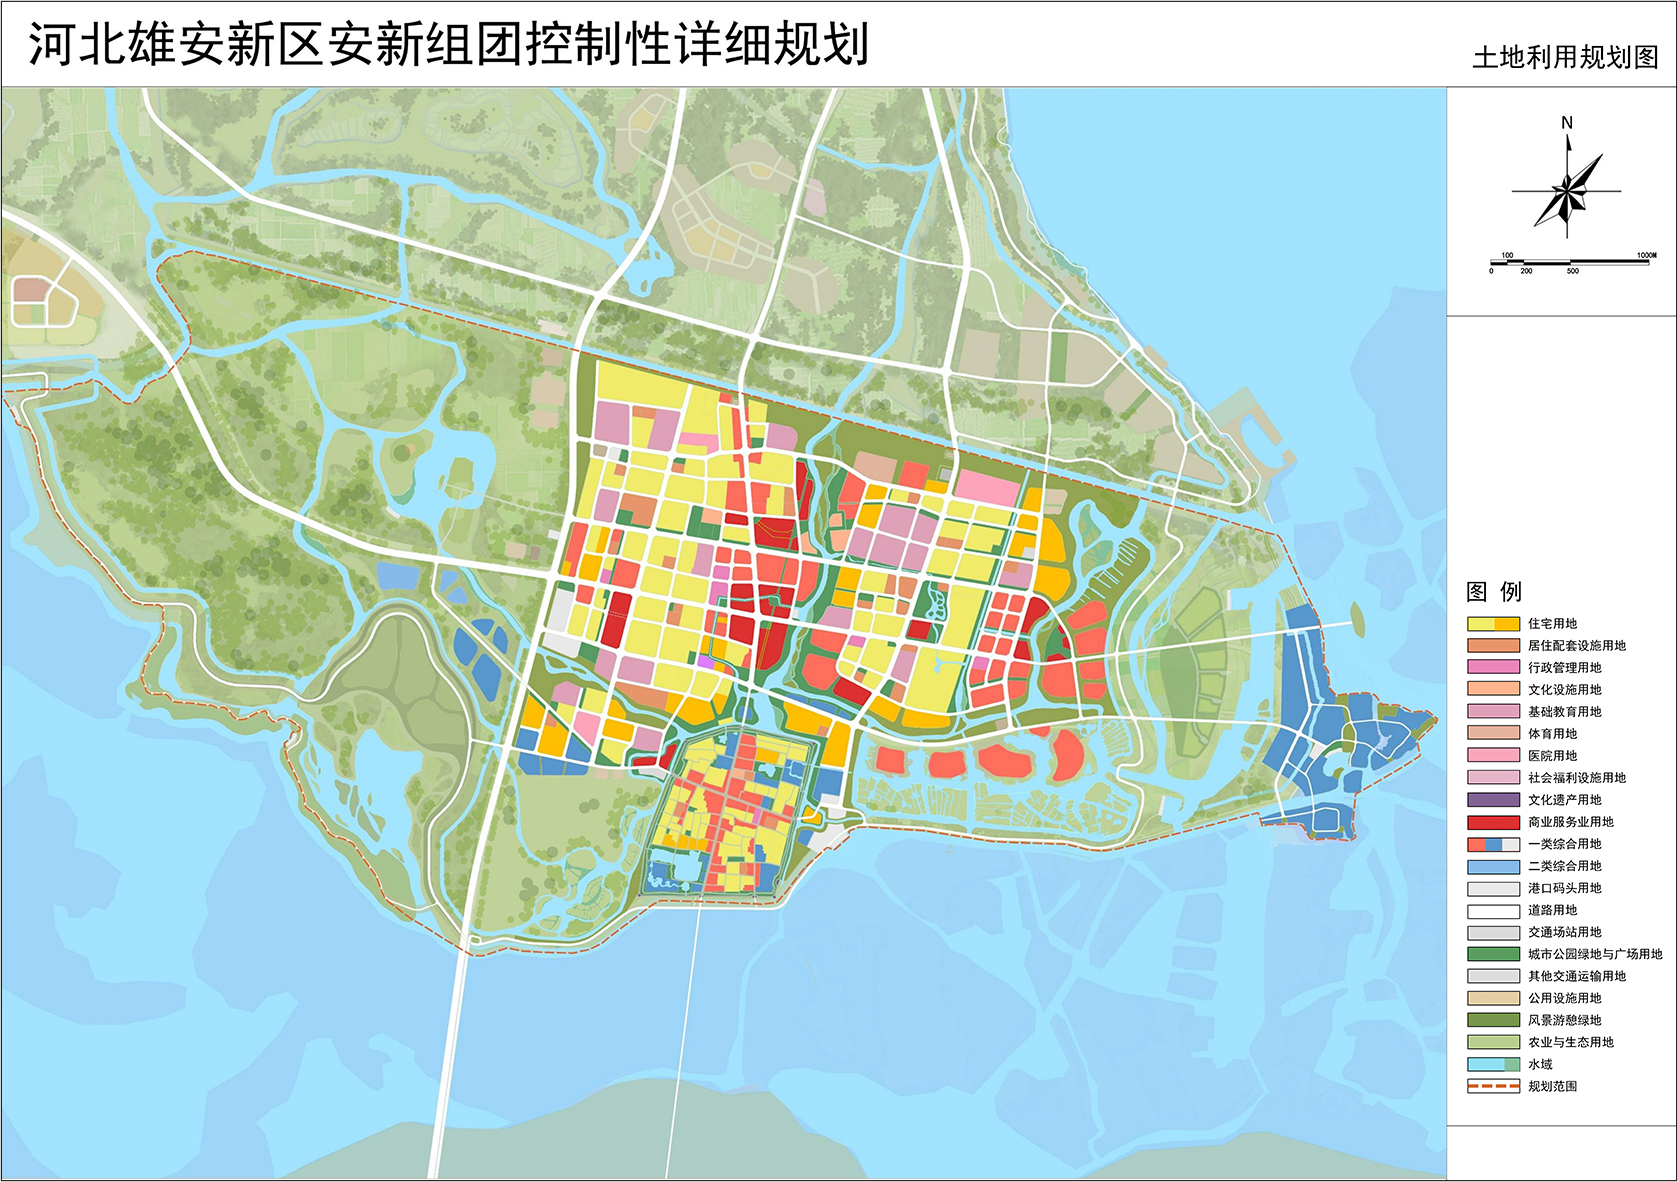 河北雄安新区安新组团控制性详细规划
土地利用规划图
N
100 1000M
0 200 500
图 例
住宅用地
居住配套设施用地
行政管理用地
文化设施用地
基础教育用地
体育用地
医院用地
社会福利设施用地
文化遗产用地
商业服务业用地
一类综合用地
二类综合用地
港口码头用地
道路用地
交通场站用地
城市公园绿地与广场用地
其他交通运输用地
公用设施用地
风景游憩绿地
农业与生态用地
水域
规划范围